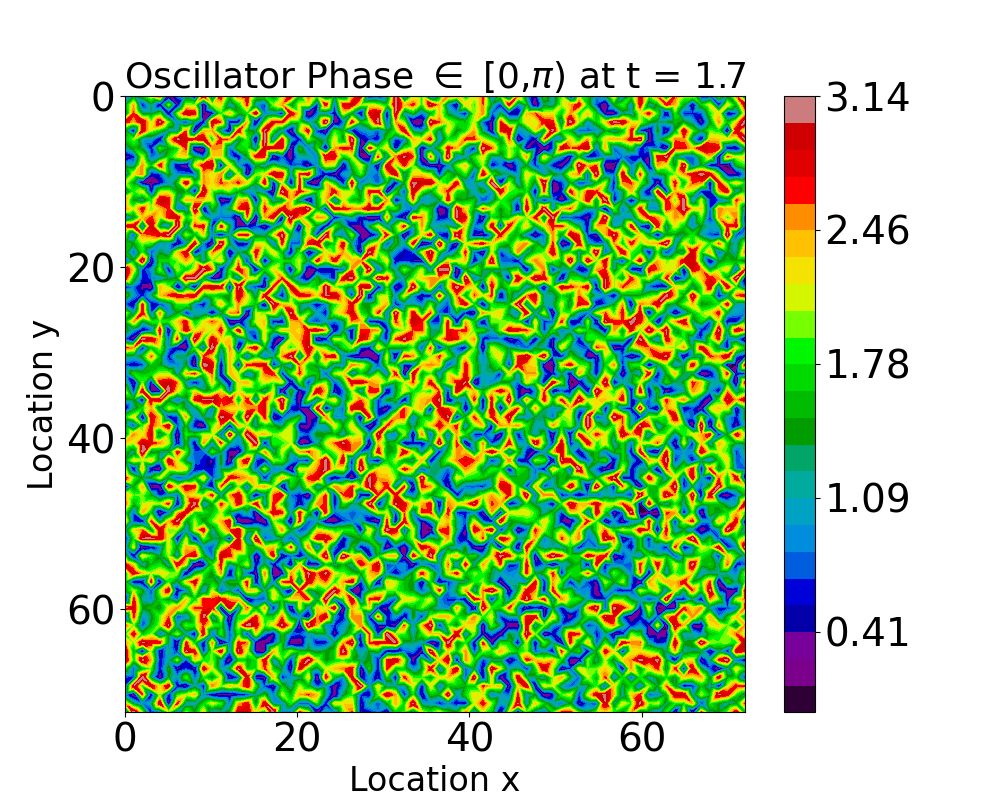 Oscillator Phase ∈ [0,π) at t = 1.7
0
20
40
60
Location y
0 20 40 60
Location x
3.14
2.46
1.78
1.09
0.41